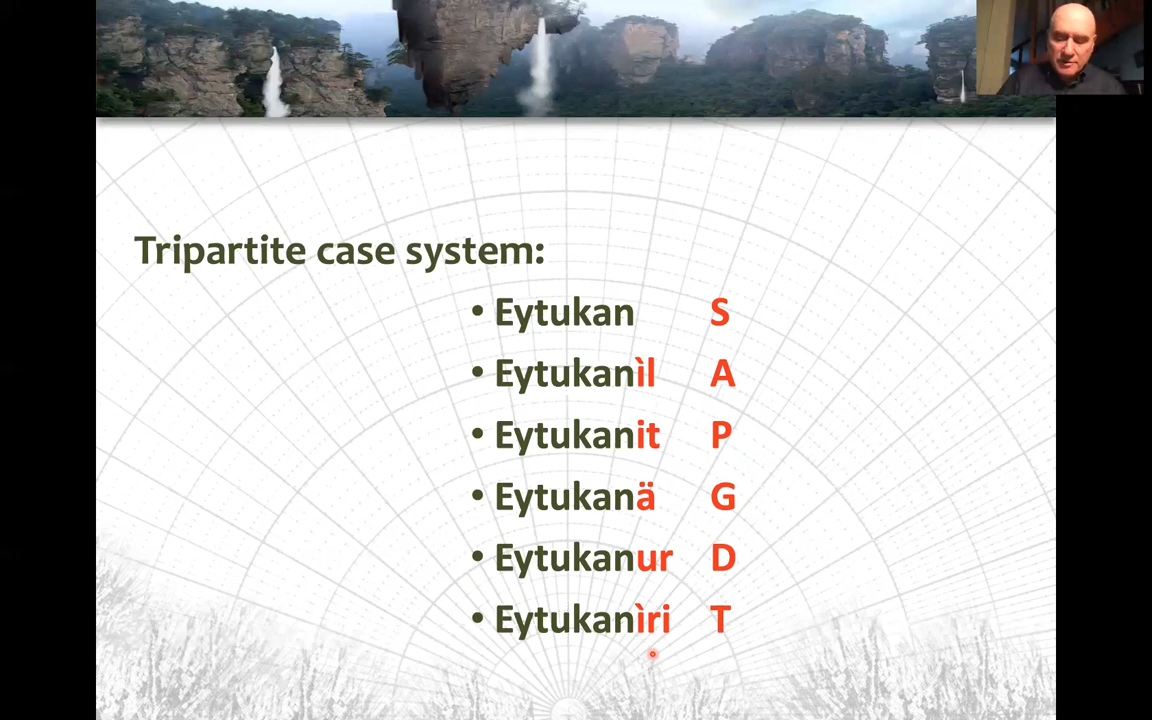 Tripartite case system:
• Eytukan S
• Eytukanìl A
• Eytukanit P
• Eytukanä G
• Eytukanur D
• Eytukanìri T